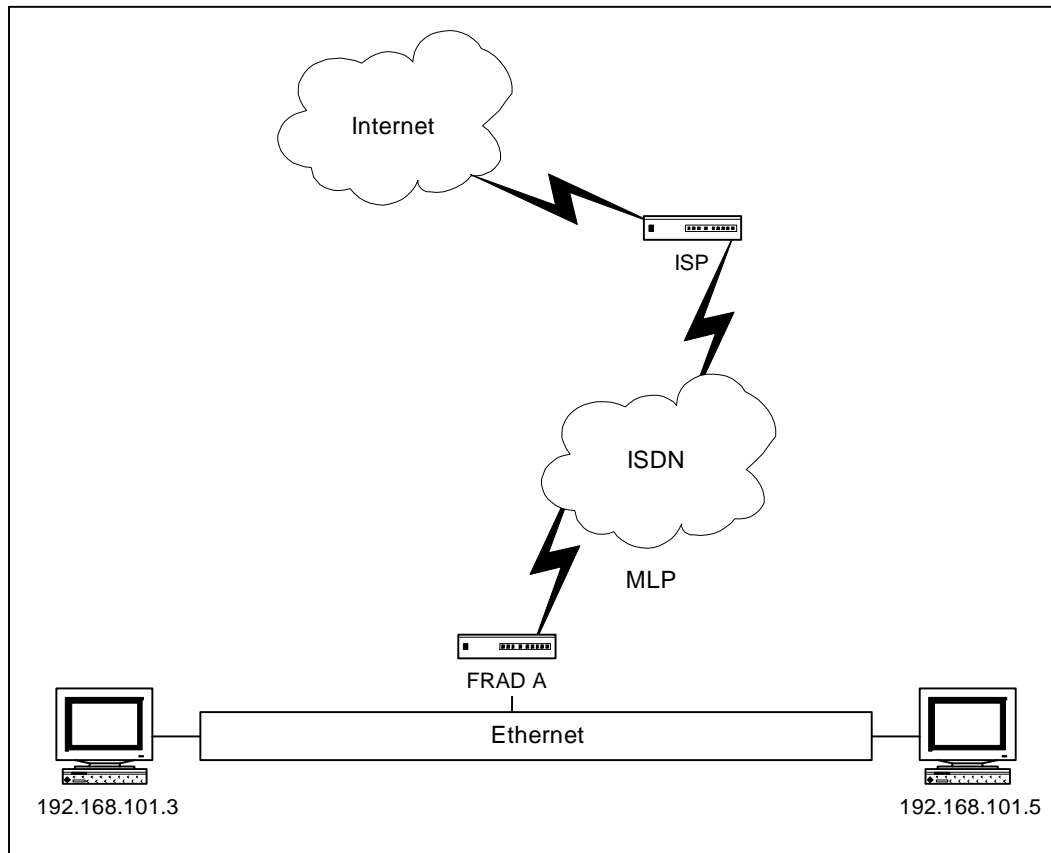 Internet
ISP
ISDN
MLP
FRAD A
Ethernet
192.168.101.3
192.168.101.5